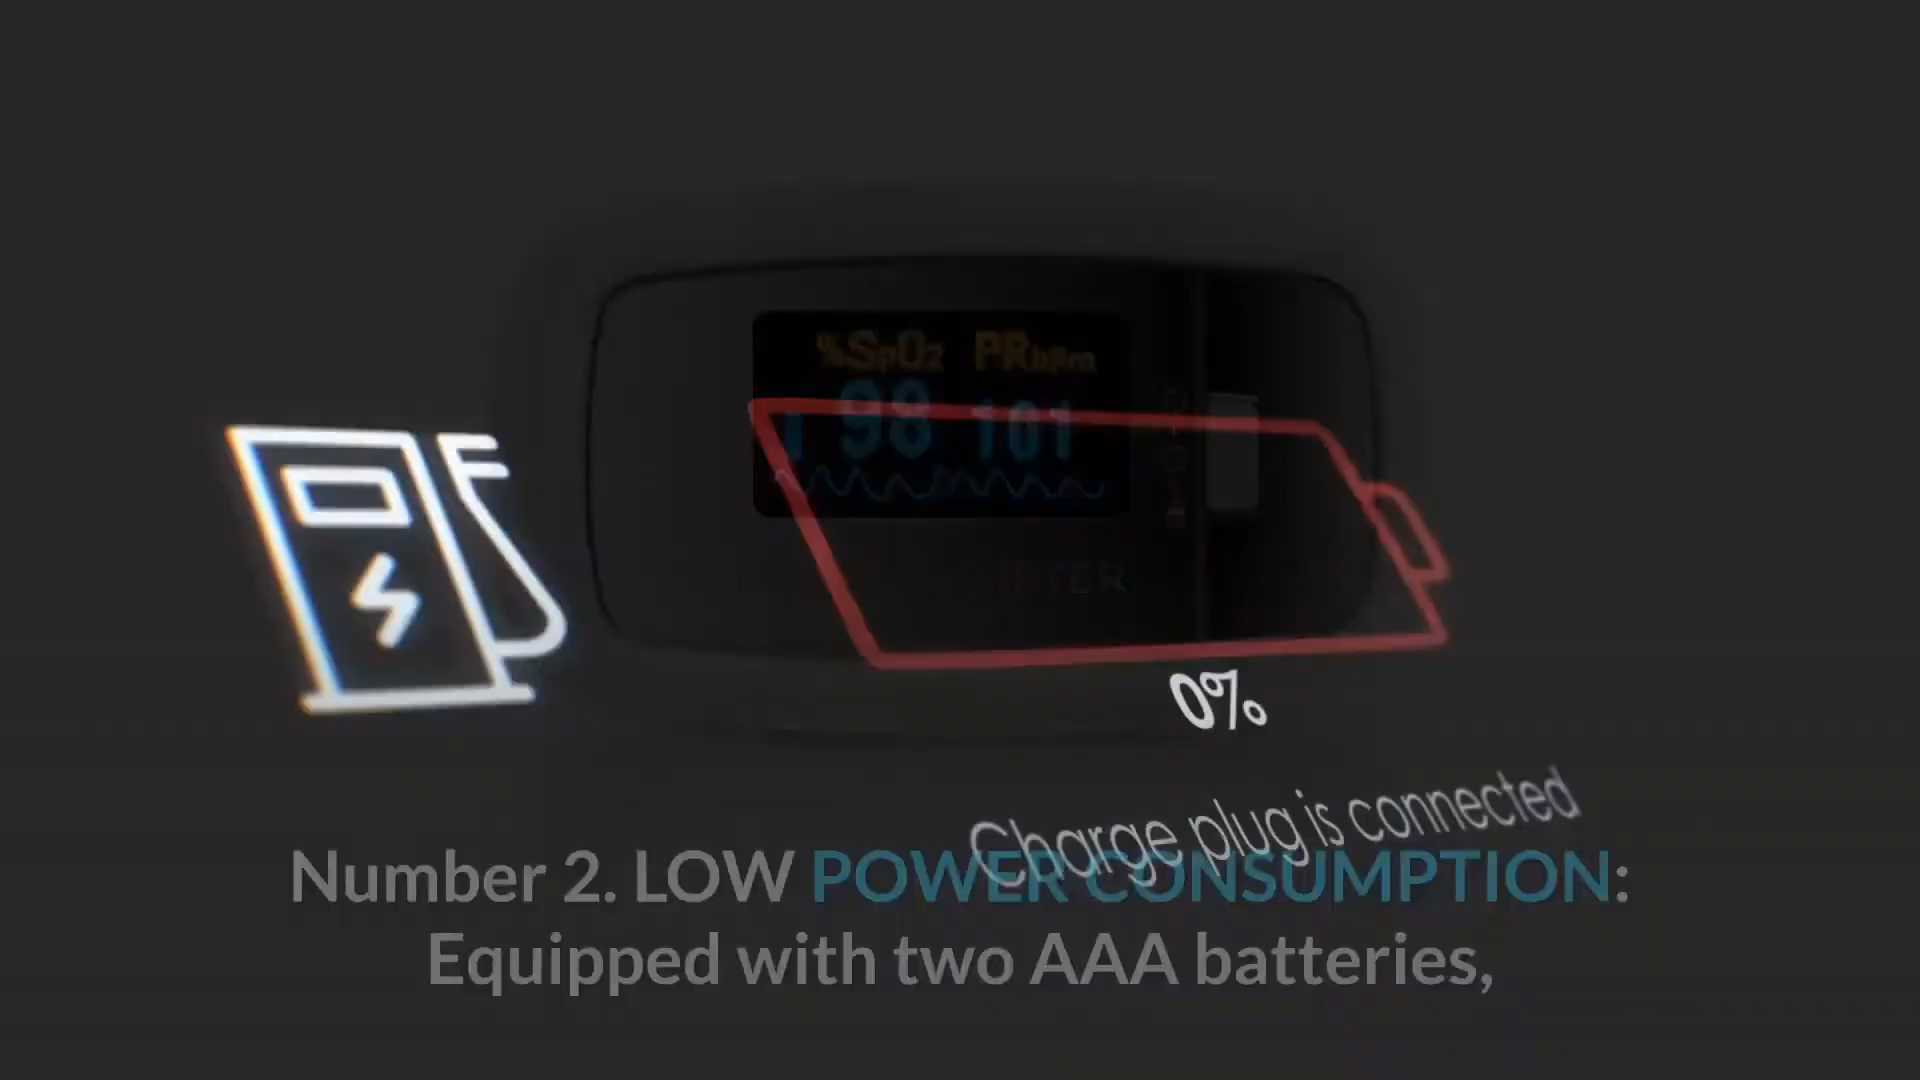 %SpO2 PRbpm
98 101
0%
Charge plug is connected
Number 2. LOW POWER CONSUMPTION:
Equipped with two AAA batteries,